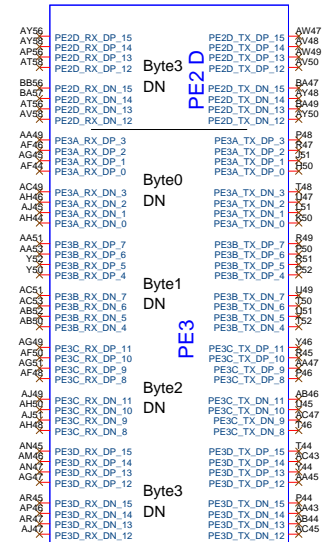 AY56 PE2D_RX_DP_15 PE2D_TX_DP_15 AW47
AY58 PE2D_RX_DP_14 PE2D_TX_DP_14 AV48
AP56 PE2D_RX_DP_13 Byte3 PE2D_TX_DP_13 AW49
AT58 PE2D_RX_DP_12 DN PE2D_TX_DP_12 AV50
PE2 D
BB56 PE2D_RX_DN_15 PE2D_TX_DN_15 BA47
BA57 PE2D_RX_DN_14 PE2D_TX_DN_14 AY48
AT56 PE2D_RX_DN_13 PE2D_TX_DN_13 BA49
AV58 PE2D_RX_DN_12 PE2D_TX_DN_12 AY50
AA49 PE3A_RX_DP_3 PE3A_TX_DP_3 P48
AF46 PE3A_RX_DP_2 PE3A_TX_DP_2 R47
AG45 PE3A_RX_DP_1 PE3A_TX_DP_1 J51
AF44 PE3A_RX_DP_0 Byte0 PE3A_TX_DP_0 H50
DN
AC49 PE3A_RX_DN_3 PE3A_TX_DN_3 T48
AH46 PE3A_RX_DN_2 PE3A_TX_DN_2 U47
AJ45 PE3A_RX_DN_1 PE3A_TX_DN_1 L51
AH44 PE3A_RX_DN_0 PE3A_TX_DN_0 K50
AA51 PE3B_RX_DP_7 PE3B_TX_DP_7 R49
AA53 PE3B_RX_DP_6 PE3B_TX_DP_6 P50
Y52 PE3B_RX_DP_5 PE3B_TX_DP_5 R51
Y50 PE3B_RX_DP_4 Byte1 PE3B_TX_DP_4 P52
DN
AC51 PE3B_RX_DN_7 PE3B_TX_DN_7 U49
AC53 PE3B_RX_DN_6 PE3B_TX_DN_6 T50
AB52 PE3B_RX_DN_5 PE3B_TX_DN_5 U51
AB50 PE3B_RX_DN_4 PE3B_TX_DN_4 T52
PE3
AG49 PE3C_RX_DP_11 PE3C_TX_DP_11 Y46
AF50 PE3C_RX_DP_10 PE3C_TX_DP_10 R45
AG51 PE3C_RX_DP_9 PE3C_TX_DP_9 AA47
AF48 PE3C_RX_DP_8 Byte2 PE3C_TX_DP_8 P46
DN
AJ49 PE3C_RX_DN_11 PE3C_TX_DN_11 AB46
AH50 PE3C_RX_DN_10 PE3C_TX_DN_10 U45
AJ51 PE3C_RX_DN_9 PE3C_TX_DN_9 AC47
AH48 PE3C_RX_DN_8 PE3C_TX_DN_8 T46
AN45 PE3D_RX_DP_15 PE3D_TX_DP_15 T44
AM46 PE3D_RX_DP_14 PE3D_TX_DP_14 AC43
AN47 PE3D_RX_DP_13 PE3D_TX_DP_13 Y44
AG47 PE3D_RX_DP_12 Byte3 PE3D_TX_DP_12 AA45
DN
AR45 PE3D_RX_DN_15 PE3D_TX_DN_15 P44
AP46 PE3D_RX_DN_14 PE3D_TX_DN_14 AA43
AR47 PE3D_RX_DN_13 PE3D_TX_DN_13 AB44
AJ47 PE3D_RX_DN_12 PE3D_TX_DN_12 AC45